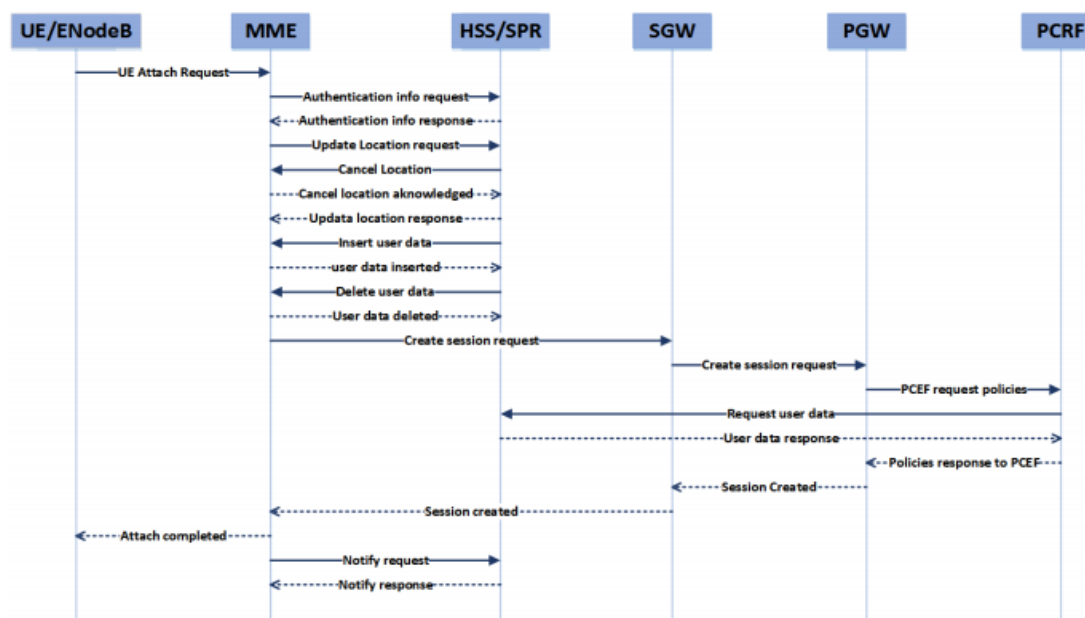 UE/ENodeB MME HSS/SPR SGW PGW PCRF
UE Attach Request
Authentication info request
Authentication info response
Update Location request
Cancel Location
Cancel location aknowledged
Updata location response
Insert user data
user data inserted
Delete user data
User data deleted
Create session request
Create session request
PCEF request policies
Request user data
User data response
Policies response to PCEF
Session Created
Session created
Attach completed
Notify request
Notify response